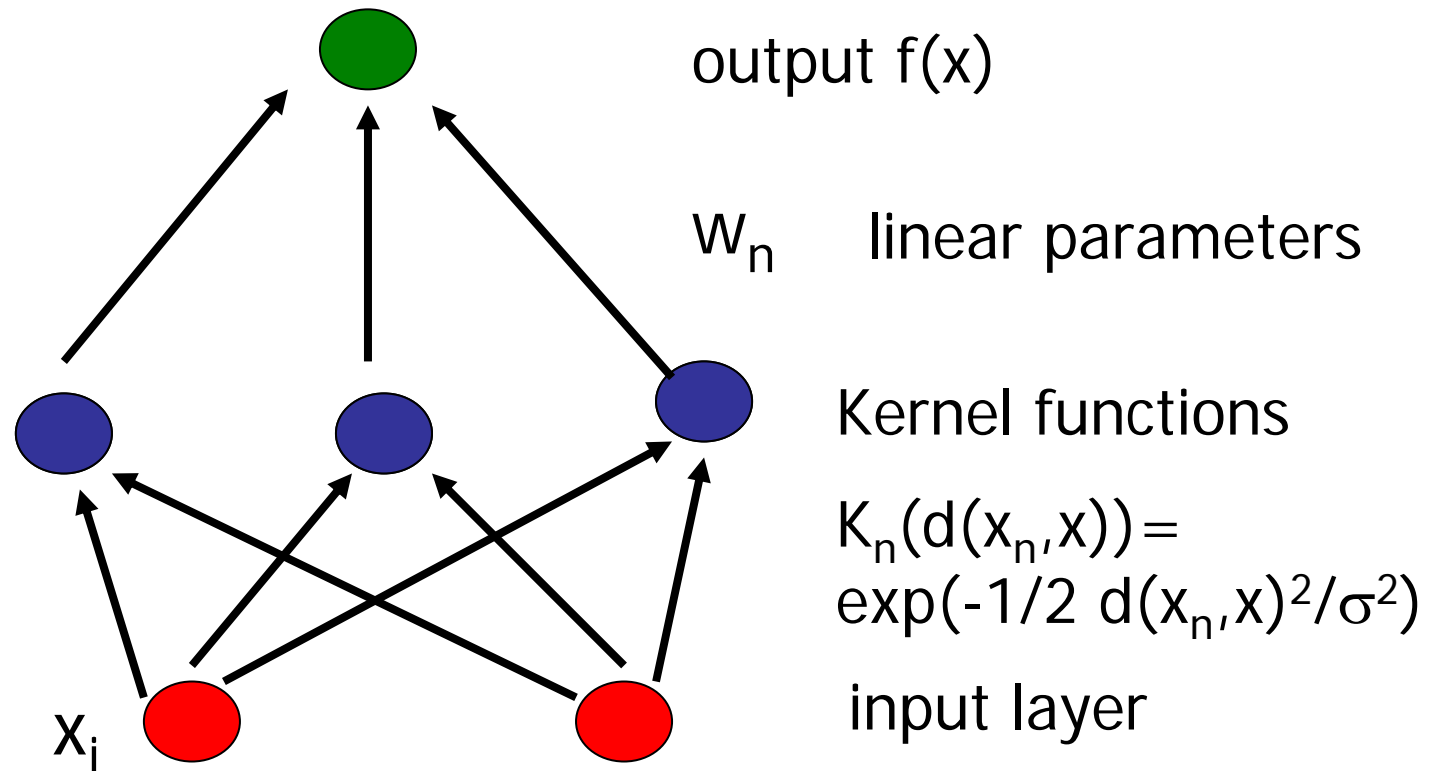 output f(x)
wₙ linear parameters
Kernel functions
Kₙ(d(xₙ,x))=
exp(-1/2 d(xₙ,x)²/σ²)
input layer
xᵢ